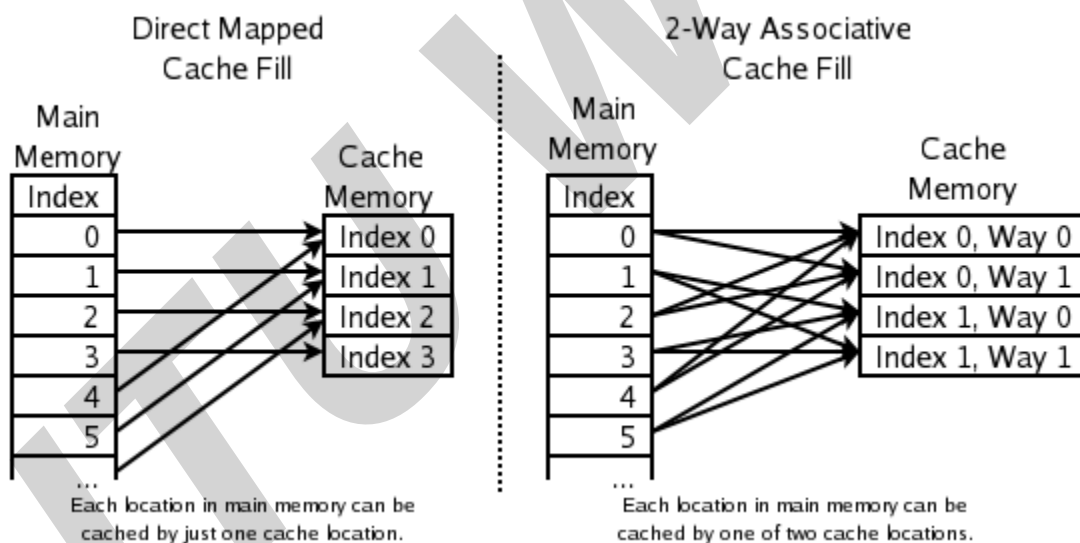 Direct Mapped
Cache Fill
Main
Memory
Index
0
1
2
3
4
5
...
Cache
Memory
Index 0
Index 1
Index 2
Index 3
Each location in main memory can be
cached by just one cache location.
2-Way Associative
Cache Fill
Main
Memory
Index
0
1
2
3
4
5
...
Cache
Memory
Index 0, Way 0
Index 0, Way 1
Index 1, Way 0
Index 1, Way 1
Each location in main memory can be
cached by one of two cache locations.